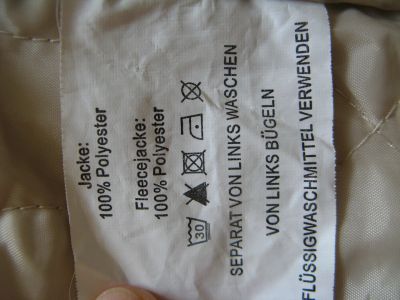 Jacke:
100% Polyester
Fleecejacke:
100% Polyester
30
SEPARAT VON LINKS WASCHEN
VON LINKS BÜGELN
FLÜSSIGWASCHMITTEL VERWENDEN